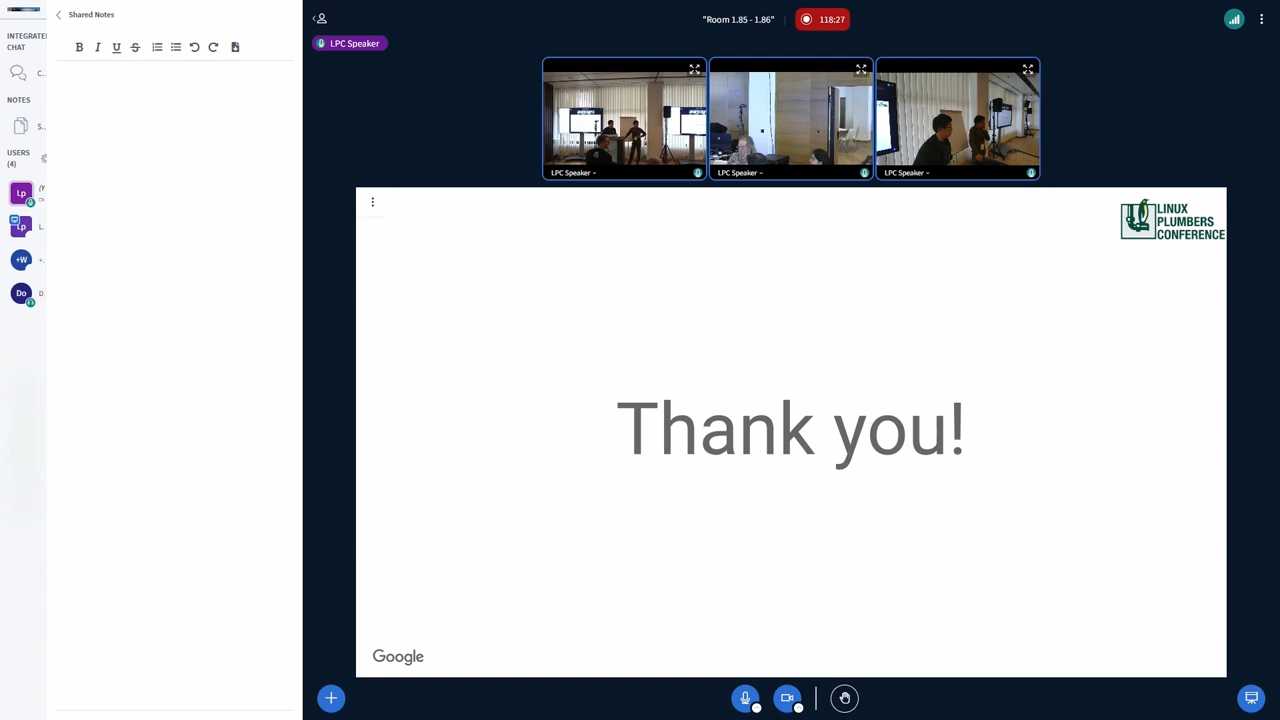 Shared Notes
INTEGRATE
CHAT
C...
NOTES
S...
USERS
(4)
Lp
Lp
L...
+W
+.
Do
D.
"Room 1.85 - 1.86"
118:27
LPC Speaker
LPC Speaker
LPC Speaker
LPC Speaker
LINUX
PLUMBERS
CONFERENCE
Thank you!
Google